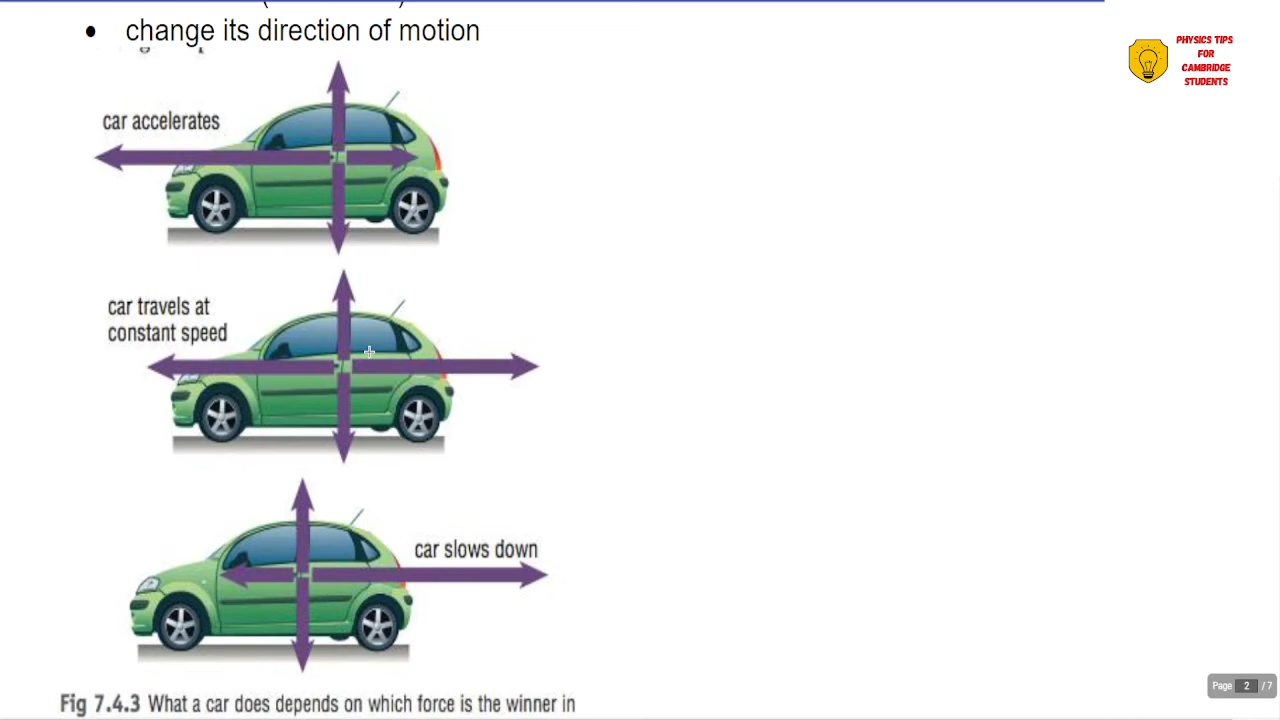 • change its direction of motion
PHYSICS TIPS
FOR
CAMBRIDGE
STUDENTS
car accelerates
car travels at
constant speed
car slows down
Fig 7.4.3 What a car does depends on which force is the winner in
Page 2 / 7